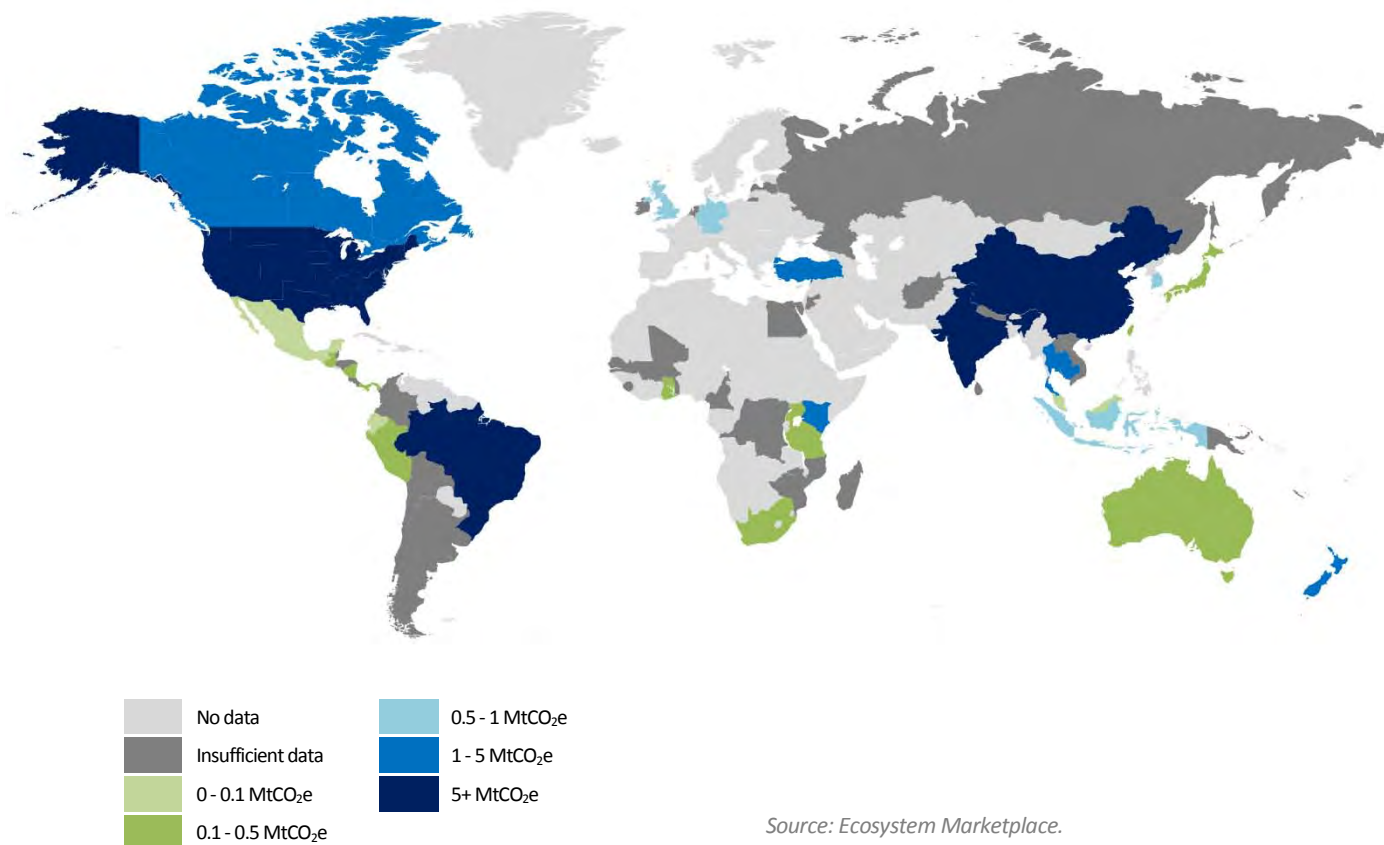 No data
Insufficient data
0 - 0.1 MtCO₂e
0.1 - 0.5 MtCO₂e
0.5 - 1 MtCO₂e
1 - 5 MtCO₂e
5+ MtCO₂e
Source: Ecosystem Marketplace.